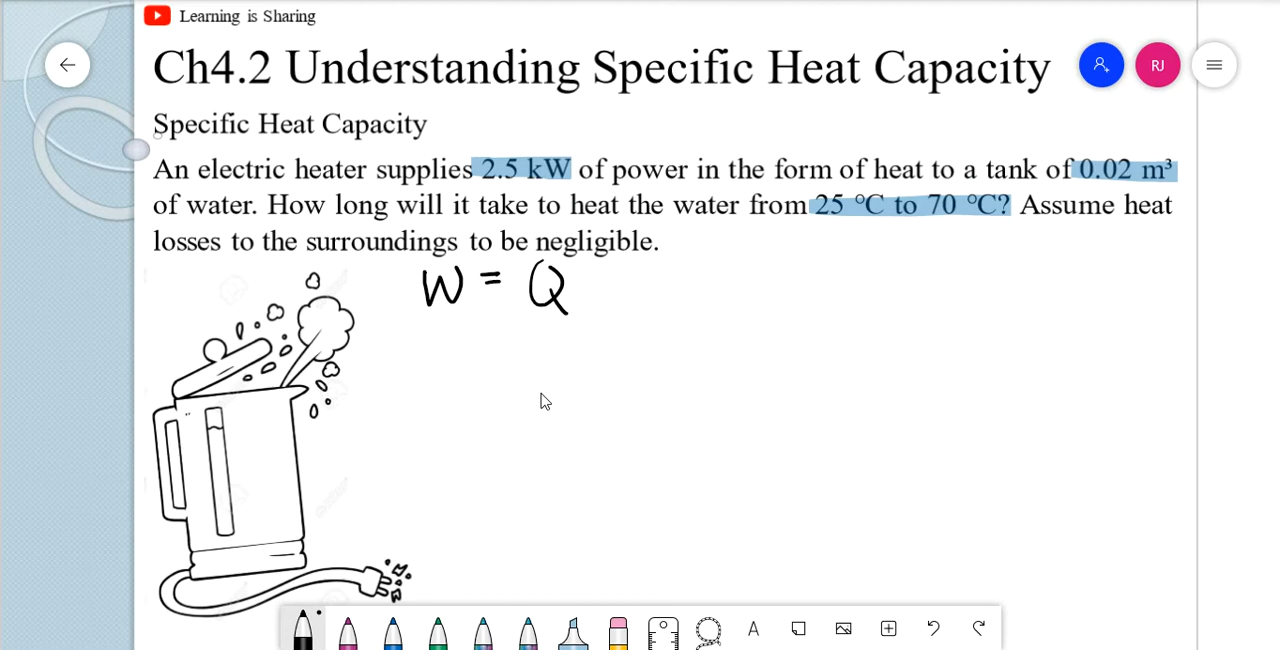 Learning is Sharing
Ch4.2 Understanding Specific Heat Capacity
RJ
Specific Heat Capacity
An electric heater supplies 2.5 kW of power in the form of heat to a tank of 0.02 m³
of water. How long will it take to heat the water from 25 °C to 70 °C? Assume heat
losses to the surroundings to be negligible.
W = Q
A